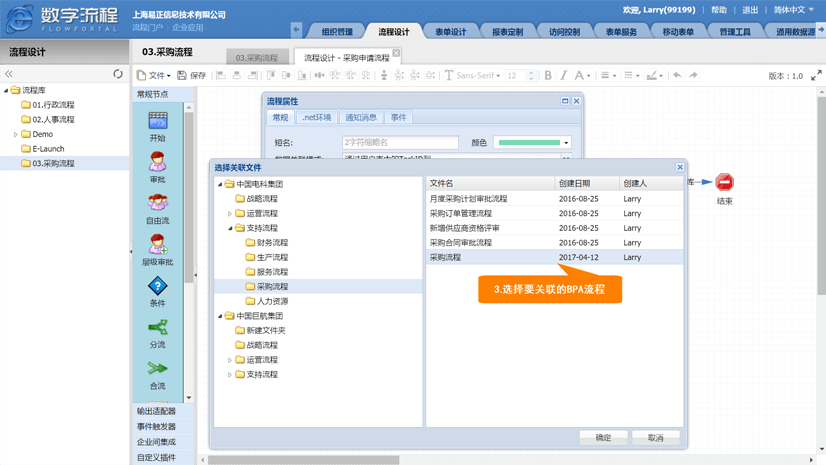 数字流程
FLOWPORTAL
上海易正信息技术有限公司
流程门户 企业应用
欢迎, Larry(99199) | 帮助 | 退出 | 简体中文
组织管理 流程设计 表单设计 报表定制 访问控制 表单服务 移动表单 管理工具 通用数据源
流程设计
03.采购流程
03.采购流程
流程设计 - 采购申请流程
文件 保存
Sans-Serif 12 B I A
版本：1.0
流程库
01.行政流程
02.人事流程
Demo
E-Launch
03.采购流程
常规节点
开始
审批
自由流
层级审批
条件
分流
合流
输出适配器
事件触发器
企业间集成
自定义插件
流程属性
常规 .net环境 通知消息 事件
短名: 2字符缩略名 颜色
选择关联文件
中国电科集团
战略流程
运营流程
支持流程
财务流程
生产流程
服务流程
采购流程
人力资源
中国巨航集团
新建文件夹
战略流程
运营流程
支持流程
文件名 创建日期 创建人
月度采购计划审批流程 2016-08-25 Larry
采购订单管理流程 2016-08-25 Larry
新增供应商资格评审 2016-08-25 Larry
采购合同审批流程 2016-08-25 Larry
采购流程 2017-04-12 Larry
3.选择要关联的BPA流程
确定 取消
库
结束